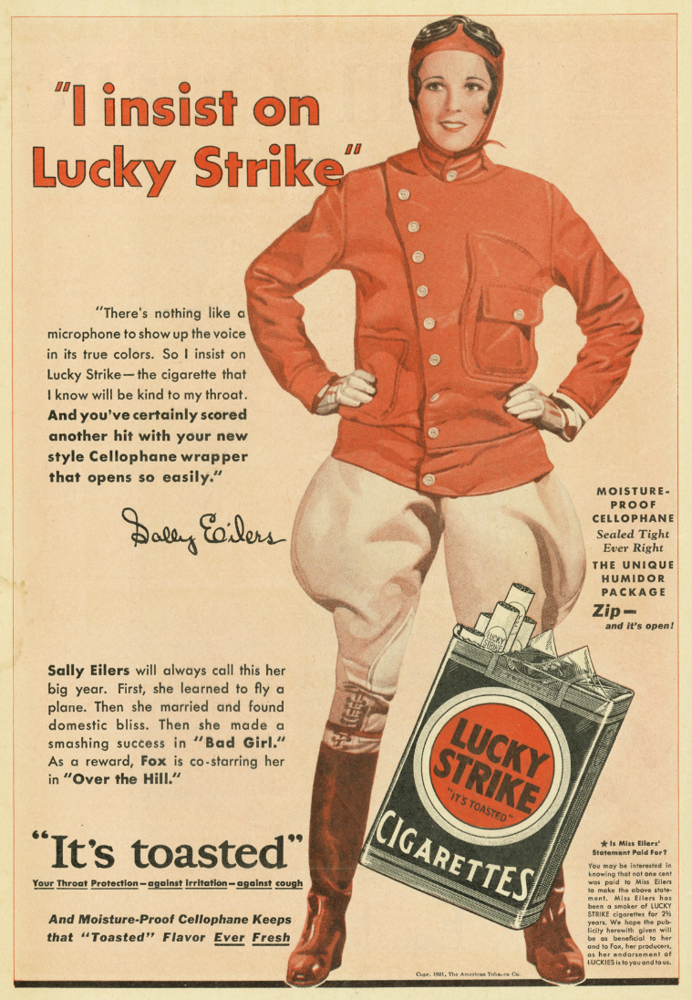 "I insist on
Lucky Strike"
"There's nothing like a
microphone to show up the voice
in its true colors. So I insist on
Lucky Strike—the cigarette that
I know will be kind to my throat.
And you've certainly scored
another hit with your new
style Cellophane wrapper
that opens so easily."
Sally Eilers
MOISTURE-
PROOF
CELLOPHANE
Sealed Tight
Ever Right
THE UNIQUE
HUMIDOR
PACKAGE
Zip—
and it's open!
Sally Eilers will always call this her
big year. First, she learned to fly a
plane. Then she married and found
domestic bliss. Then she made a
smashing success in "Bad Girl."
As a reward, Fox is co-starring her
in "Over the Hill."
LUCKY
STRIKE
TWENTY
LUCKY
STRIKE
"IT'S TOASTED"
CIGARETTES
"It's toasted"
Your Throat Protection—against irritation—against cough
And Moisture-Proof Cellophane Keeps
that "Toasted" Flavor Ever Fresh
★ Is Miss Eilers'
Statement Paid For?
You may be interested in
knowing that not one cent
was paid to Miss Eilers
to make the above state-
ment. Miss Eilers has
been a smoker of LUCKY
STRIKE cigarettes for 2½
years. We hope the pub-
licity herewith given will
be as beneficial to her
and to Fox, her producers,
as her endorsement of
LUCKIES is to you and to us.
Copr. 1931, The American Tobacco Co.